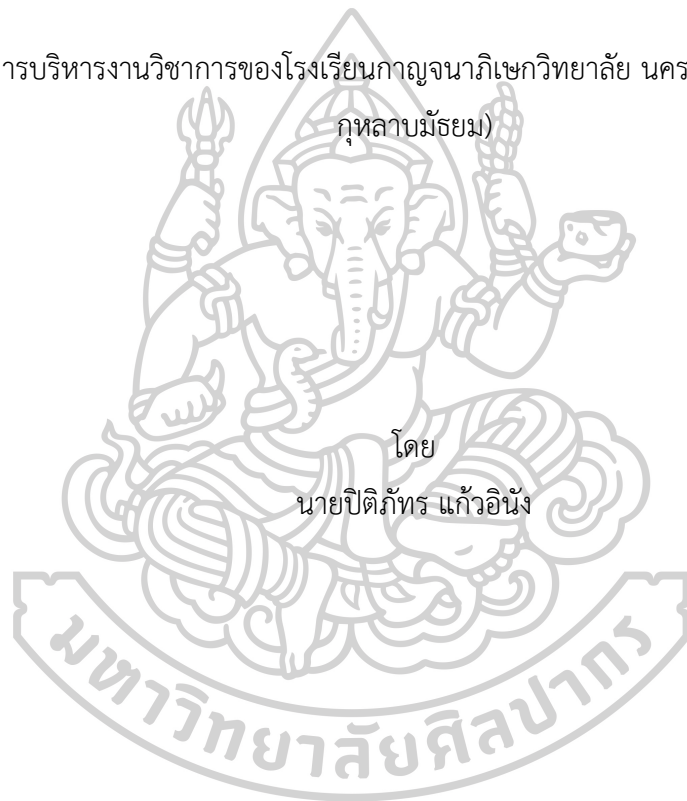 ารบริหารงานวิชาการของโรงเรียนกาญจนาภิเษกวิทยาลัย นคร
กุหลาบมัธยม)
โดย
นายปิติภัทร แก้วอินัง
มหาวิทยาลัยศิลปากร